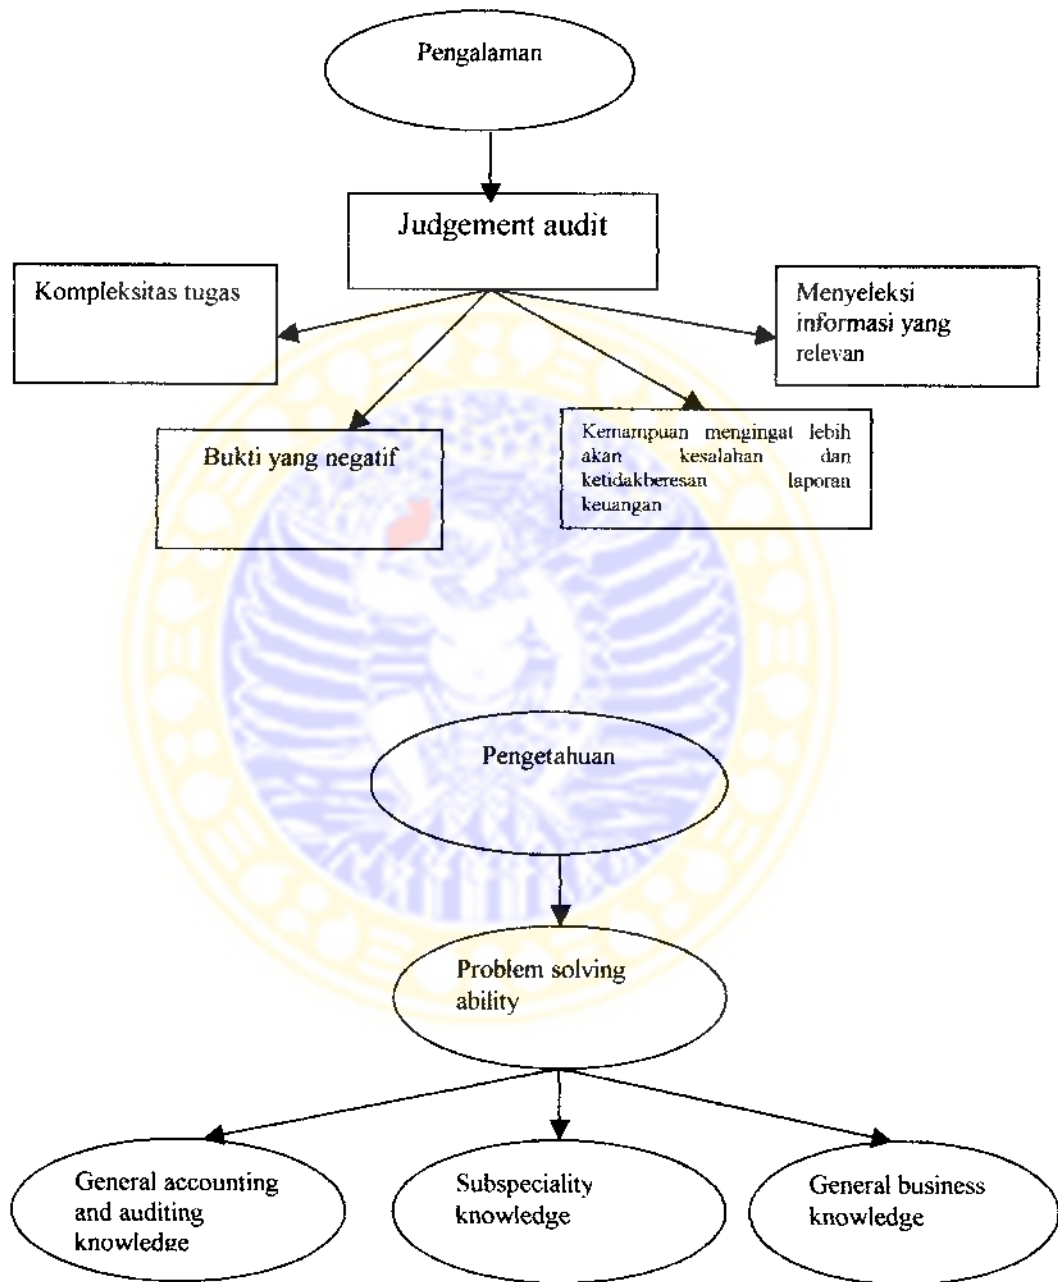 Pengalaman
Judgement audit
Kompleksitas tugas
Menyeleksi
informasi yang
relevan
Bukti yang negatif
Kemampuan mengingat lebih
akan kesalahan dan
ketidakberesan laporan
keuangan
Pengetahuan
Problem solving
ability
General accounting
and auditing
knowledge
Subspeciality
knowledge
General business
knowledge